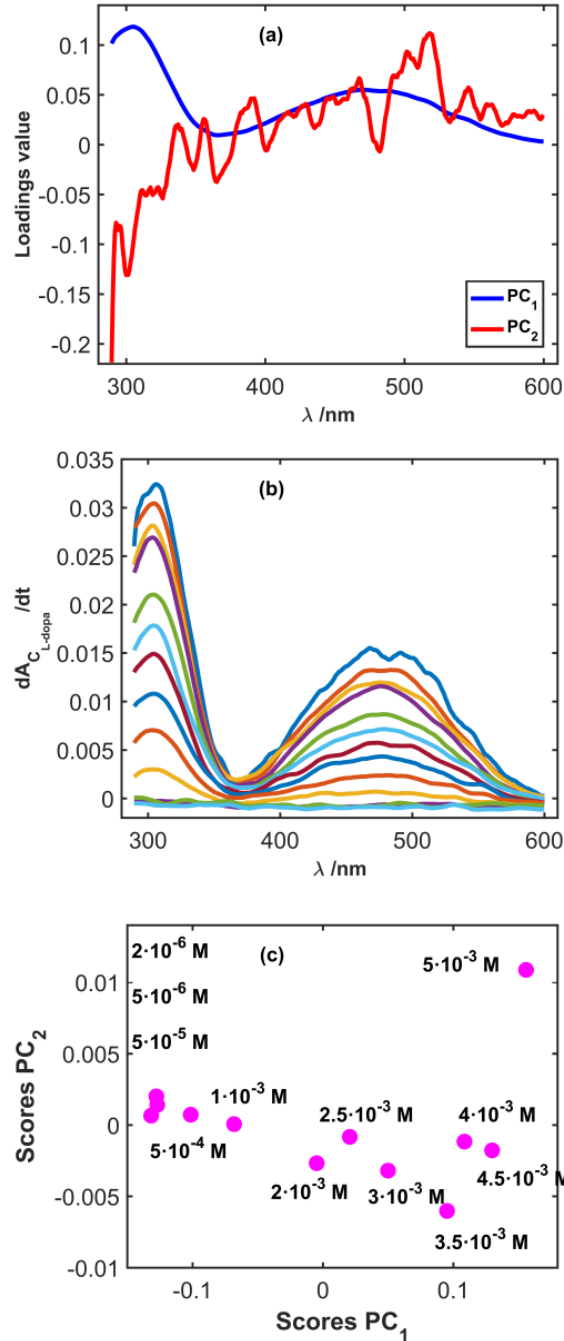 (a)
0.1
0.05
0
-0.05
-0.1
-0.15
-0.2
Loadings value
PC1
PC2
300 400 500 600
λ /nm
0.035
(b)
0.03
0.025
0.02
0.015
0.01
0.005
0
dA C L-dopa /dt
300 400 500 600
λ /nm
2·10-6 M (c) 5·10-3 M
0.01
5·10-6 M
5·10-5 M
0.005
1·10-3 M 2.5·10-3 M 4·10-3 M
0
5·10-4 M 2·10-3 M 3·10-3 M 4.5·10-3 M
-0.005
3.5·10-3 M
-0.01
Scores PC2
-0.1 0 0.1
Scores PC1